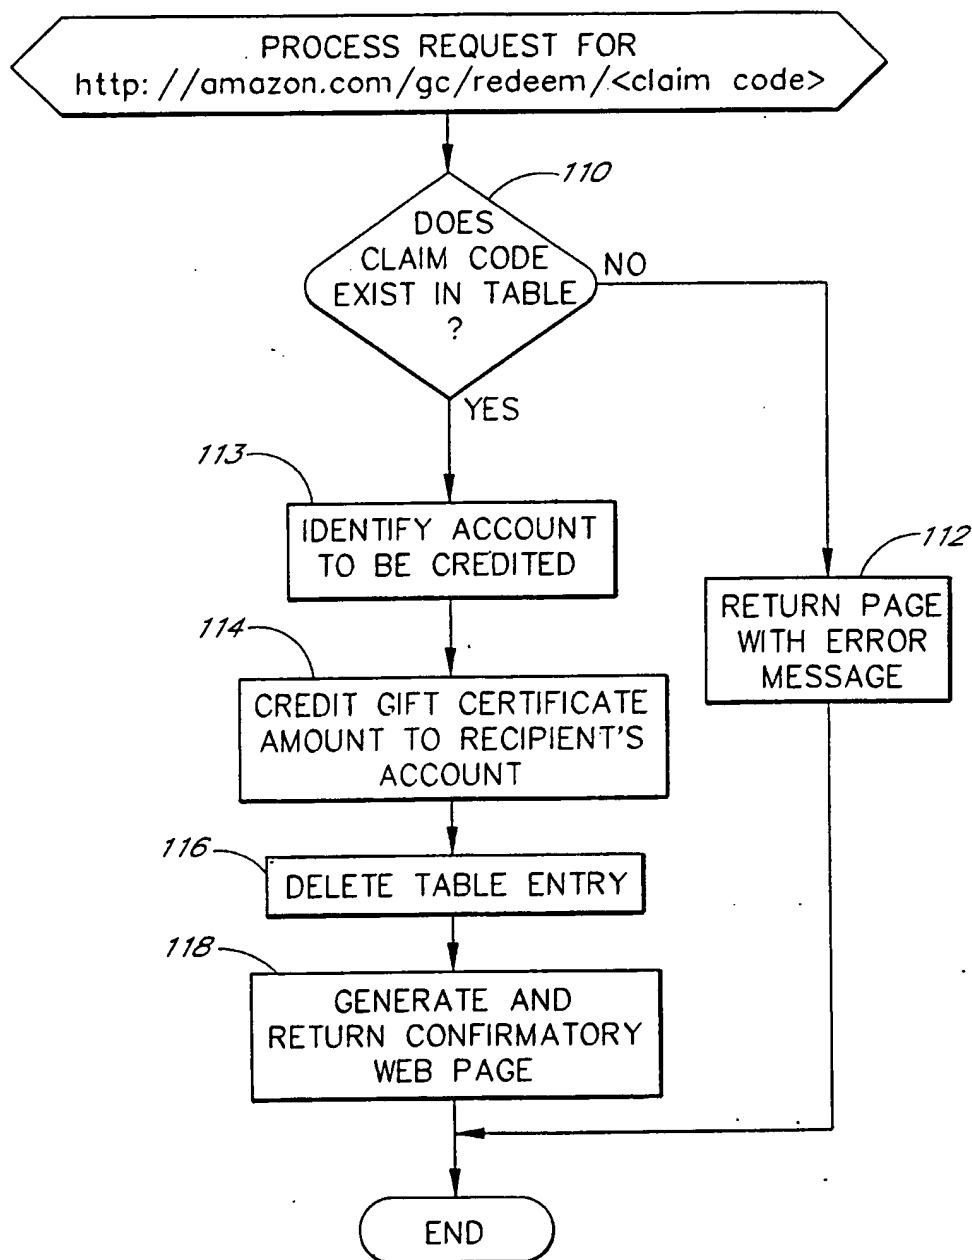 PROCESS REQUEST FOR
http: //amazon.com/gc/redeem/<claim code>
110
DOES
CLAIM CODE
EXIST IN TABLE
?
NO
YES
113
IDENTIFY ACCOUNT
TO BE CREDITED
112
RETURN PAGE
WITH ERROR
MESSAGE
114
CREDIT GIFT CERTIFICATE
AMOUNT TO RECIPIENT'S
ACCOUNT
116
DELETE TABLE ENTRY
118
GENERATE AND
RETURN CONFIRMATORY
WEB PAGE
END